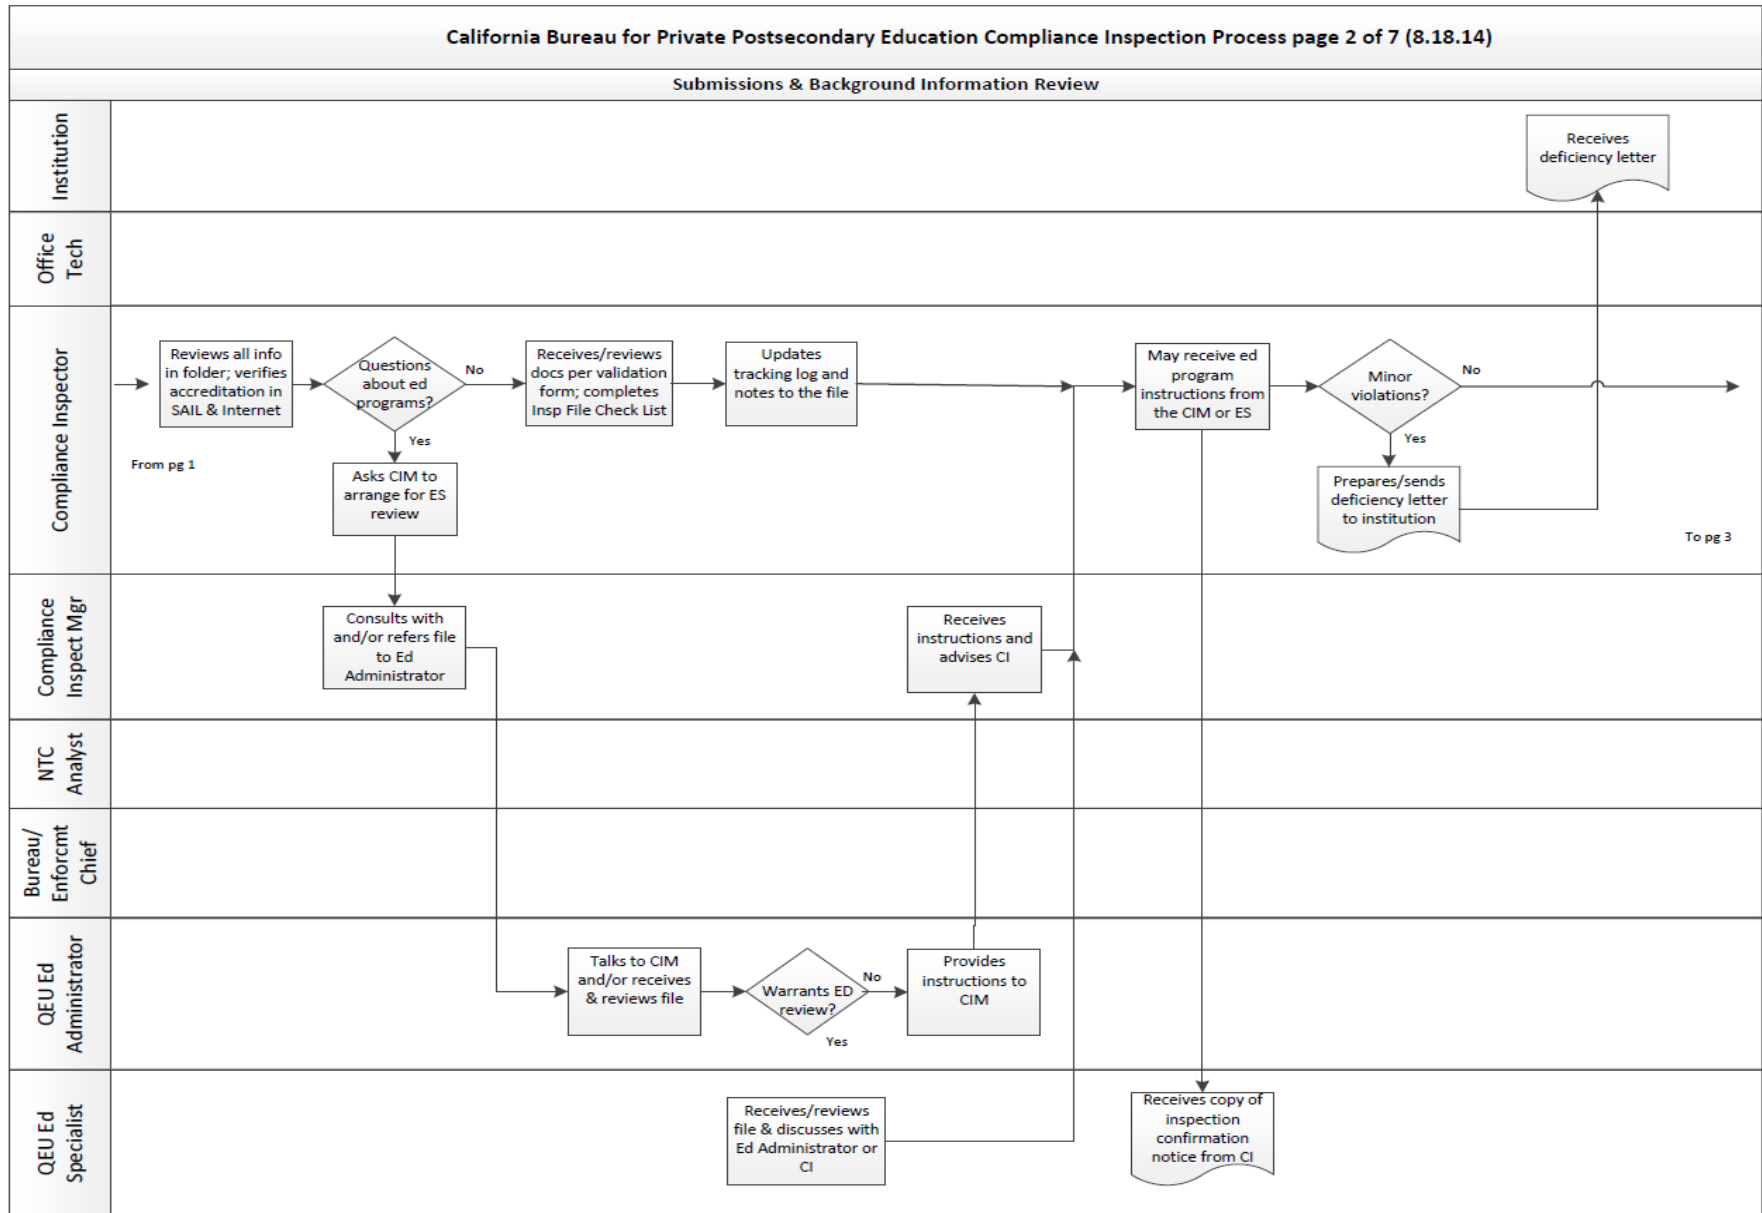 California Bureau for Private Postsecondary Education Compliance Inspection Process page 2 of 7 (8.18.14)
Submissions & Background Information Review
Institution
Receives
deficiency letter
Office
Tech
Compliance Inspector
From pg 1
Reviews all info
in folder; verifies
accreditation in
SAIL & Internet
Questions
about ed
programs?
No
Yes
Receives/reviews
docs per validation
form; completes
Insp File Check List
Updates
tracking log and
notes to the file
Asks CIM to
arrange for ES
review
May receive ed
program
instructions from
the CIM or ES
Minor
violations?
No
Yes
Prepares/sends
deficiency letter
to institution
To pg 3
Compliance
Inspect Mgr
Consults with
and/or refers file
to Ed
Administrator
Receives
instructions and
advises CI
NTC
Analyst
Bureau/
Enforcmt
Chief
QEU Ed
Administrator
Talks to CIM
and/or receives
& reviews file
Warrants ED
review?
No
Yes
Provides
instructions to
CIM
QEU Ed
Specialist
Receives/reviews
file & discusses with
Ed Administrator or
CI
Receives copy of
inspection
confirmation
notice from CI